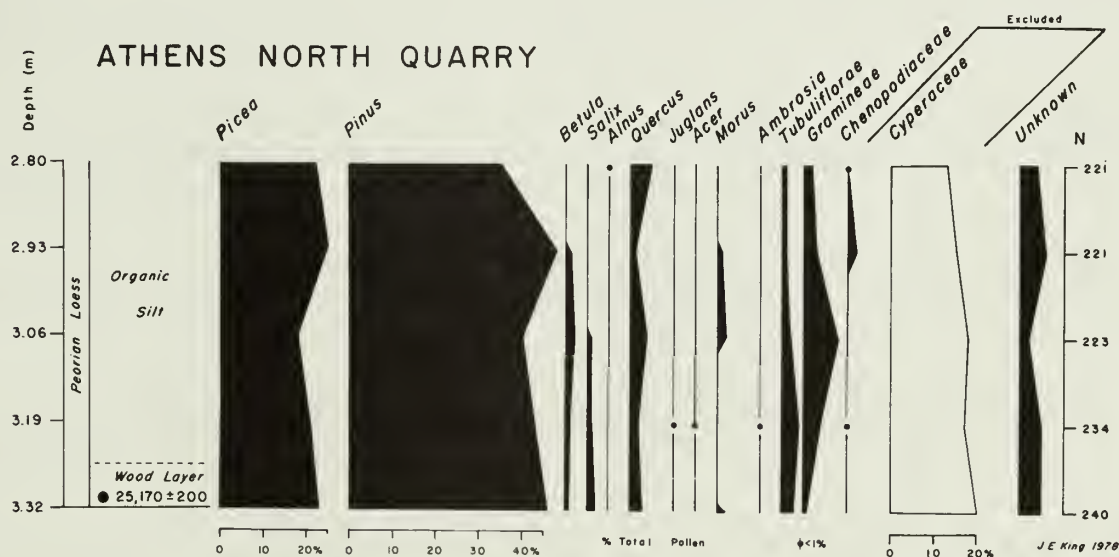 ATHENS NORTH QUARRY
Excluded
Depth (m)
Picea
Pinus
Betula
Salix
Alnus
Quercus
Juglans
Acer
Morus
Ambrosia
Tubuliflorae
Gramineae
Chenopodiaceae
Cyperaceae
Unknown
N
2.80
221
2.93
221
3.06
223
3.19
234
3.32
240
Peorian Loess
Organic
Silt
Wood Layer
25,170 ± 200
0 10 20%
0 10 20 30 40%
% Total Pollen
ϕ<1%
0 10 20%
0 10
J E King 1978